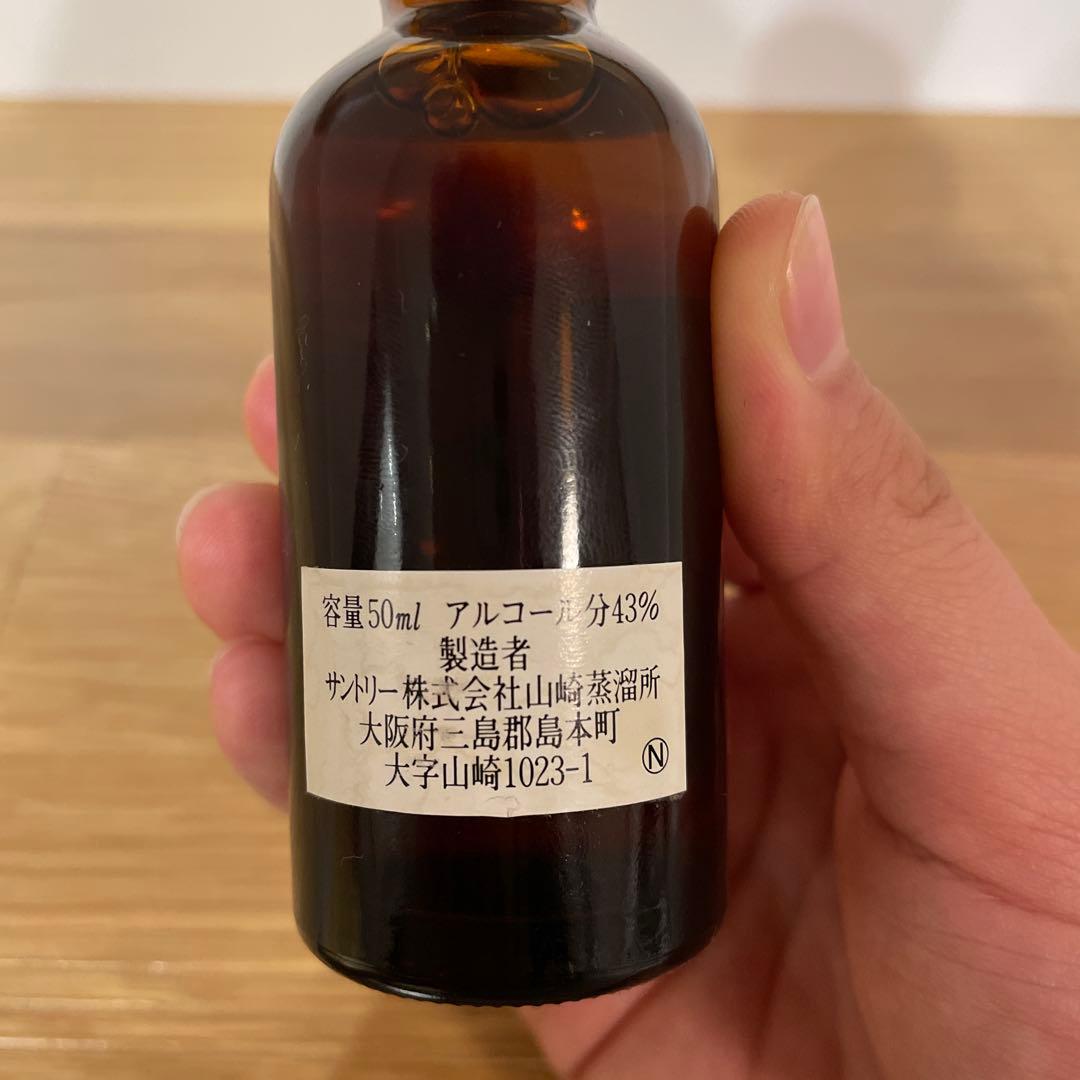 容量50ml アルコール分43%
製造者
サントリー株式会社山崎蒸溜所
大阪府三島郡島本町
大字山崎1023-1 Ⓝ